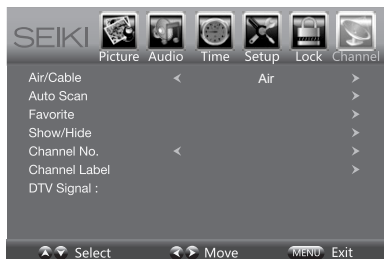 SEIKI
Picture Audio Time Setup Lock Channel
Air/Cable Air
Auto Scan
Favorite
Show/Hide
Channel No.
Channel Label
DTV Signal :
Select Move MENU Exit